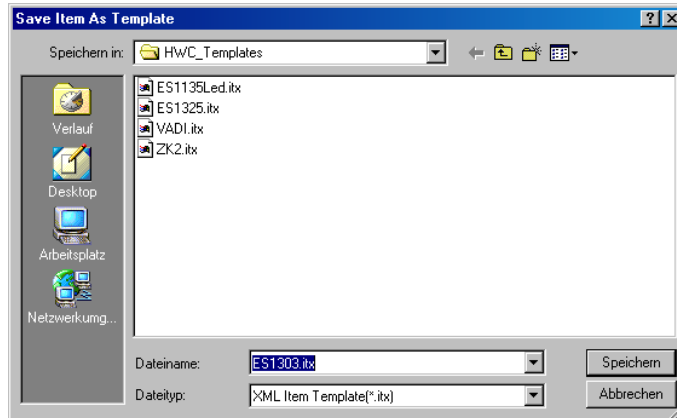 Save Item As Template
Speichern in:
HWC_Templates
Verlauf
Desktop
Arbeitsplatz
Netzwerkumg...
ES1135Led.itx
ES1325.itx
VADI.itx
ZK2.itx
Dateiname:
ES1303.itx
Speichern
Dateityp:
XML Item Template(*.itx)
Abbrechen